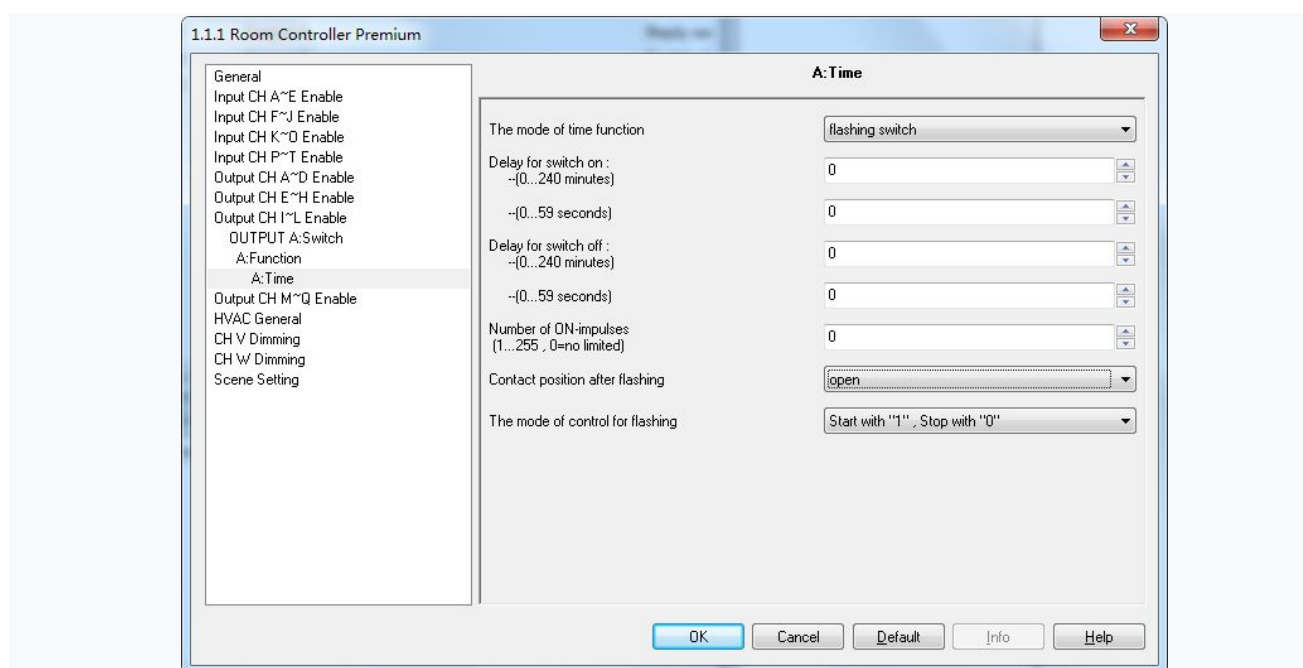 1.1.1 Room Controller Premium
General
Input CH A~E Enable
Input CH F~J Enable
Input CH K~O Enable
Input CH P~T Enable
Output CH A~D Enable
Output CH E~H Enable
Output CH I~L Enable
OUTPUT A:Switch
A:Function
A:Time
Output CH M~Q Enable
HVAC General
CH V Dimming
CH W Dimming
Scene Setting
A:Time
The mode of time function
flashing switch
Delay for switch on :
--(0...240 minutes)
0
--(0...59 seconds)
0
Delay for switch off :
--(0...240 minutes)
0
--(0...59 seconds)
0
Number of ON-impulses
(1...255 , 0=no limited)
0
Contact position after flashing
open
The mode of control for flashing
Start with "1" , Stop with "0"
OK
Cancel
Default
Info
Help